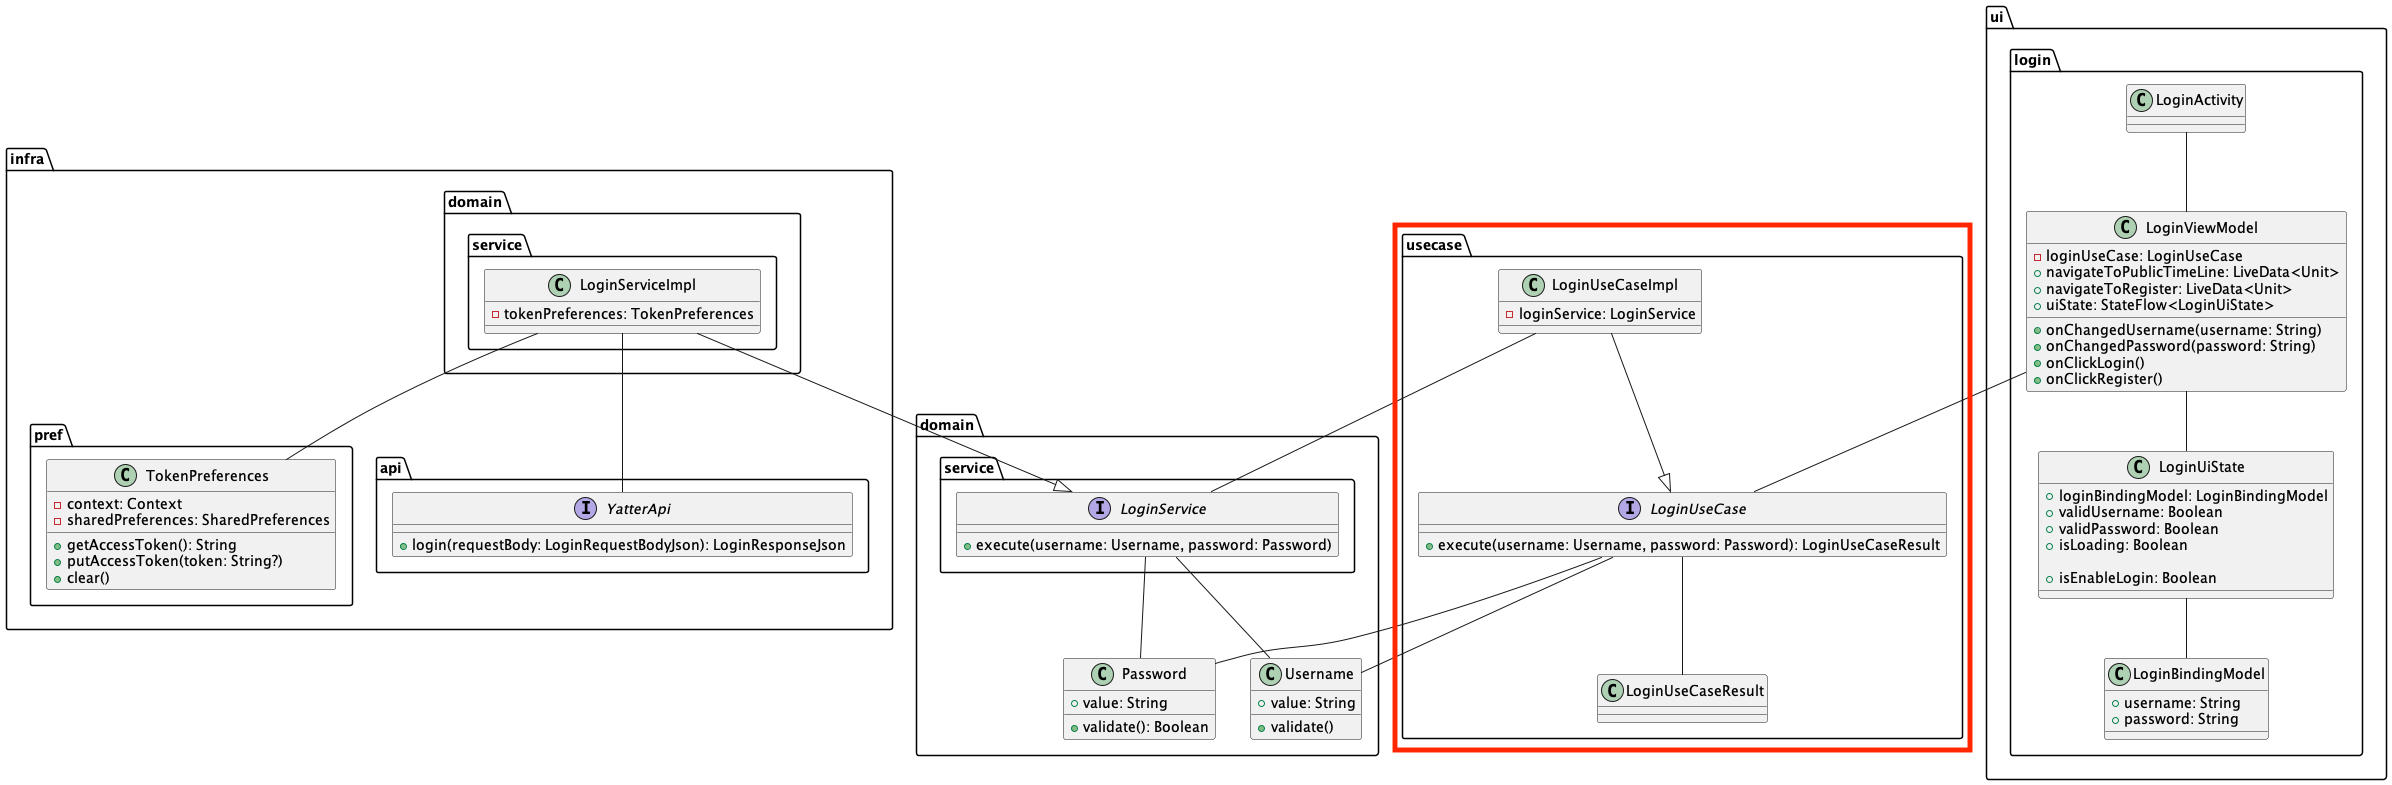 infra
domain
service
C LoginServiceImpl
tokenPreferences: TokenPreferences
pref
C TokenPreferences
context: Context
sharedPreferences: SharedPreferences
getAccessToken(): String
putAccessToken(token: String?)
clear()
api
I YatterApi
login(requestBody: LoginRequestBodyJson): LoginResponseJson
domain
service
I LoginService
execute(username: Username, password: Password)
C Password
value: String
validate(): Boolean
C Username
value: String
validate()
usecase
C LoginUseCaseImpl
loginService: LoginService
I LoginUseCase
execute(username: Username, password: Password): LoginUseCaseResult
C LoginUseCaseResult
ui
login
C LoginActivity
C LoginViewModel
loginUseCase: LoginUseCase
navigateToPublicTimeLine: LiveData<Unit>
navigateToRegister: LiveData<Unit>
uiState: StateFlow<LoginUiState>
onChangedUsername(username: String)
onChangedPassword(password: String)
onClickLogin()
onClickRegister()
C LoginUiState
loginBindingModel: LoginBindingModel
validUsername: Boolean
validPassword: Boolean
isLoading: Boolean
isEnableLogin: Boolean
C LoginBindingModel
username: String
password: String